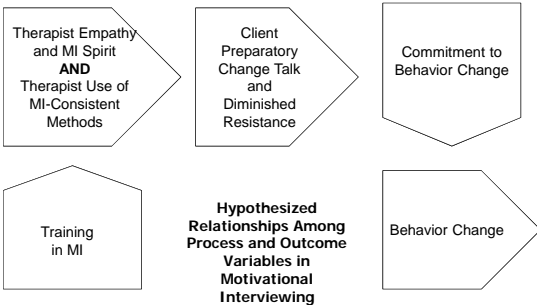 Therapist Empathy
and MI Spirit
AND
Therapist Use of
MI-Consistent
Methods
Client
Preparatory
Change Talk
and
Diminished
Resistance
Commitment to
Behavior Change
Training
in MI
Hypothesized
Relationships Among
Process and Outcome
Variables in
Motivational
Interviewing
Behavior Change